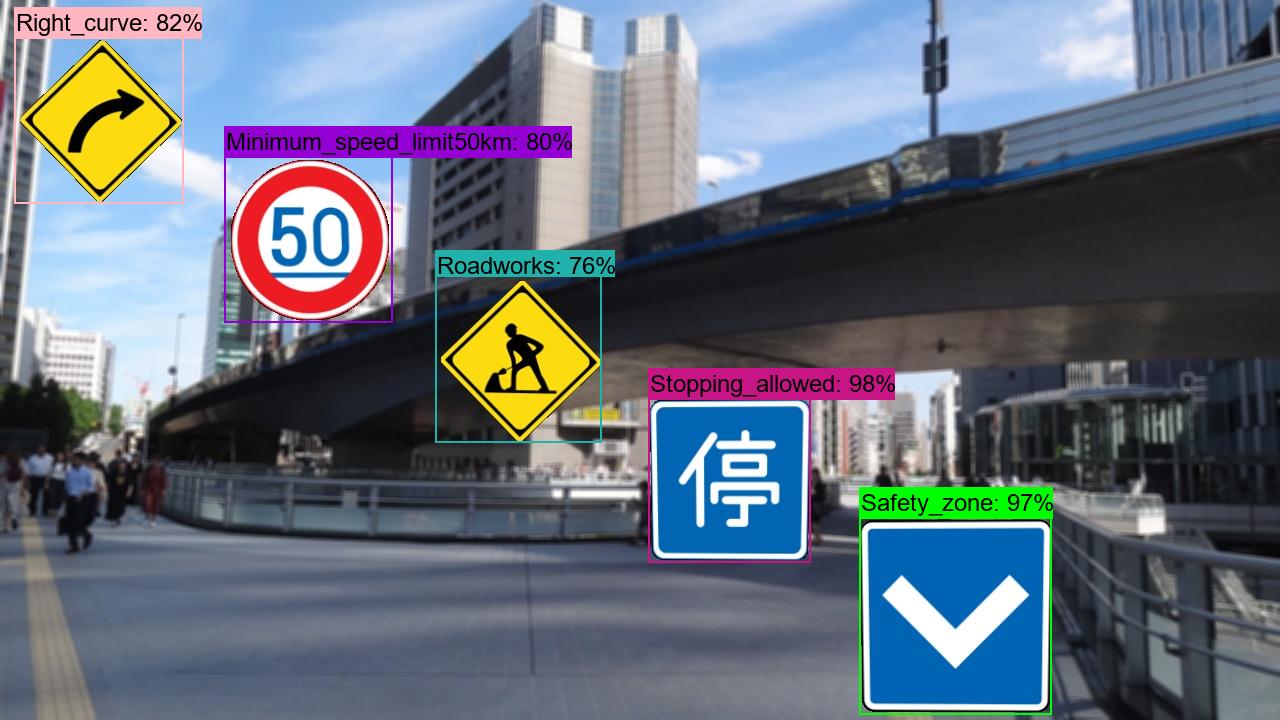 Right_curve: 82%
Minimum_speed_limit50km: 80%
50
Roadworks: 76%
Stopping_allowed: 98%
停
Safety_zone: 97%